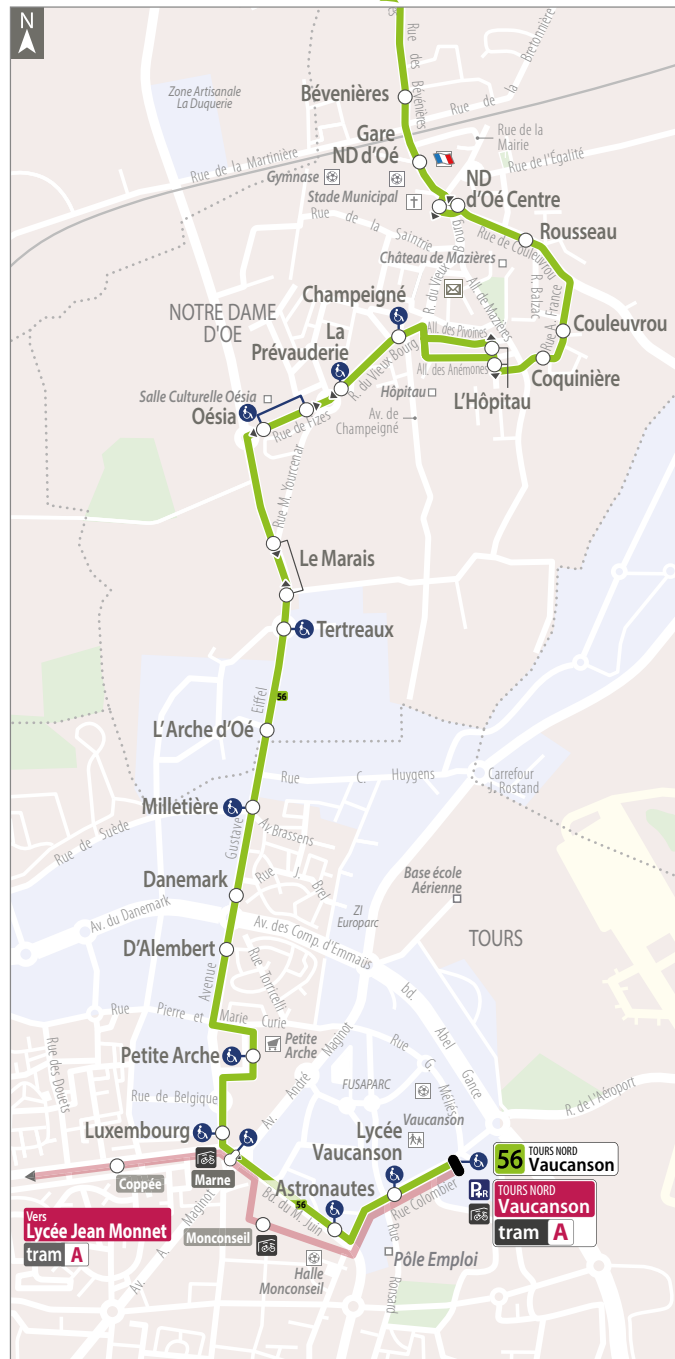 N
Rue des Bévenières
Rue de la Bretonnière
Zone Artisanale
La Duquerie
Bévenières
Gare
ND d'Oé
Rue de la
Mairie
Rue de l'Égalité
Rue de la Martinière
Gymnase
Stade Municipal
ND
d'Oé Centre
Rue de la Saintrie
Rousseau
Rue de Couleuvrou
Château de Mazières
R. du Vieux Bourg
All. de Mazières
R. Balzac
Rue A. France
NOTRE DAME
D'OE
Champeigné
Couleuvrou
La
Prévauderie
All. des Pivoines
R. du Vieux Bourg
All. des Anémones
Coquinière
Salle Culturelle Oésia
Hôpitau
L'Hôpitau
Oésia
Rue de Fizes
Av. de
Champeigné
Rue M. Yourcenar
Le Marais
Tertreaux
56
L'Arche d'Oé
Rue C. Huygens
Carrefour
J. Rostand
Milletière
Rue de Suède
Av. Brassens
Avenue Gustave Eiffel
Rue J. Brel
Danemark
Base école
Aérienne
ZI
Europarc
Av. du Danemark
Av. des Comp. d'Emmaüs
TOURS
D'Alembert
Rue Torricelli
bd. Abel Gance
Rue Pierre et Marie Curie
Petite Arche
Petite
Arche
Rue des Douets
Av. André Maginot
Rue G. Méliés
FUSAPARC
Rue de Belgique
R. de l'Aéroport
Vaucanson
Luxembourg
Lycée
Vaucanson
56 TOURS NORD
Vaucanson
Coppée
Marne
Astronautes
56
Bd. du M. Juin
Rue Colombier
P+R
TOURS NORD
Vaucanson
tram A
Vers
Lycée Jean Monnet
tram A
Av. A. Maginot
Monconseil
Halle
Monconseil
Rue Ronsard
Pôle Emploi